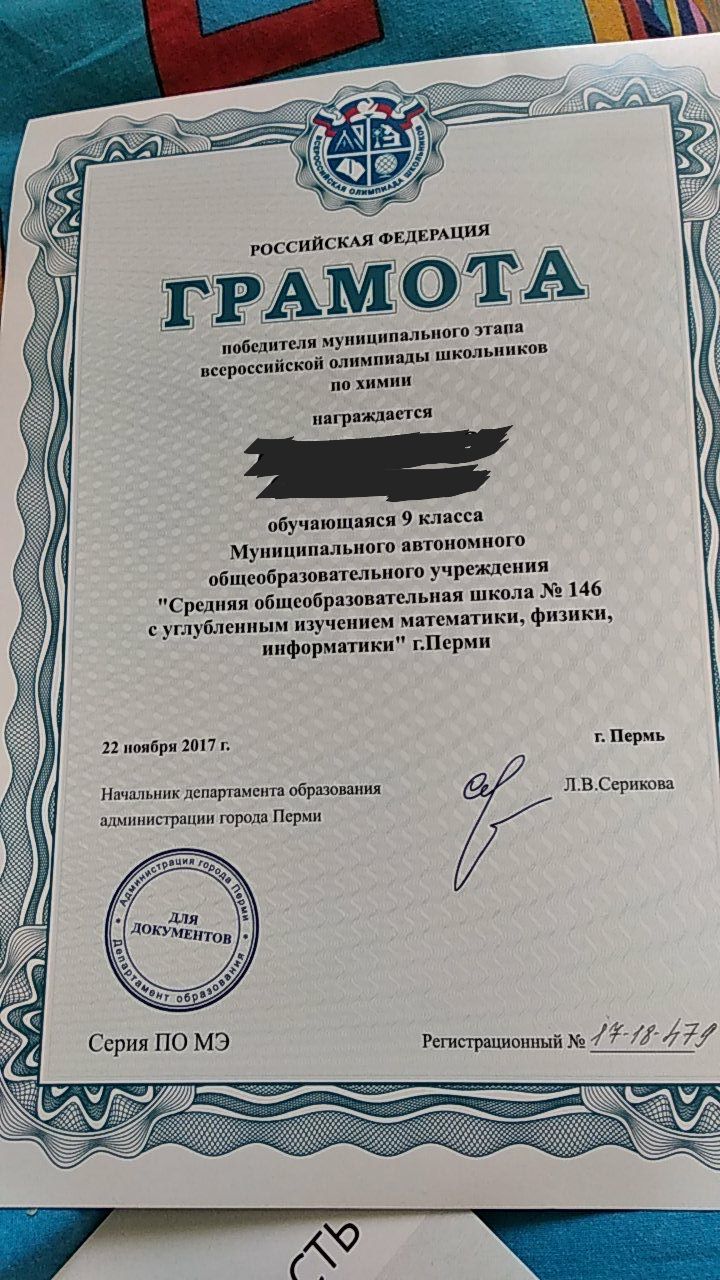 ВСЕРОССИЙСКАЯ ОЛИМПИАДА ШКОЛЬНИКОВ
РОССИЙСКАЯ ФЕДЕРАЦИЯ
ГРАМОТА
победителя муниципального этапа
всероссийской олимпиады школьников
по химии
награждается
обучающаяся 9 класса
Муниципального автономного
общеобразовательного учреждения
"Средняя общеобразовательная школа № 146
с углубленным изучением математики, физики,
информатики" г.Перми
22 ноября 2017 г.
г. Пермь
Начальник департамента образования
администрации города Перми
Л.В.Серикова
Администрация города Перми
ДЛЯ
ДОКУМЕНТОВ
Департамент образования
Серия ПО МЭ
Регистрационный № 17-18-479
СТЬ